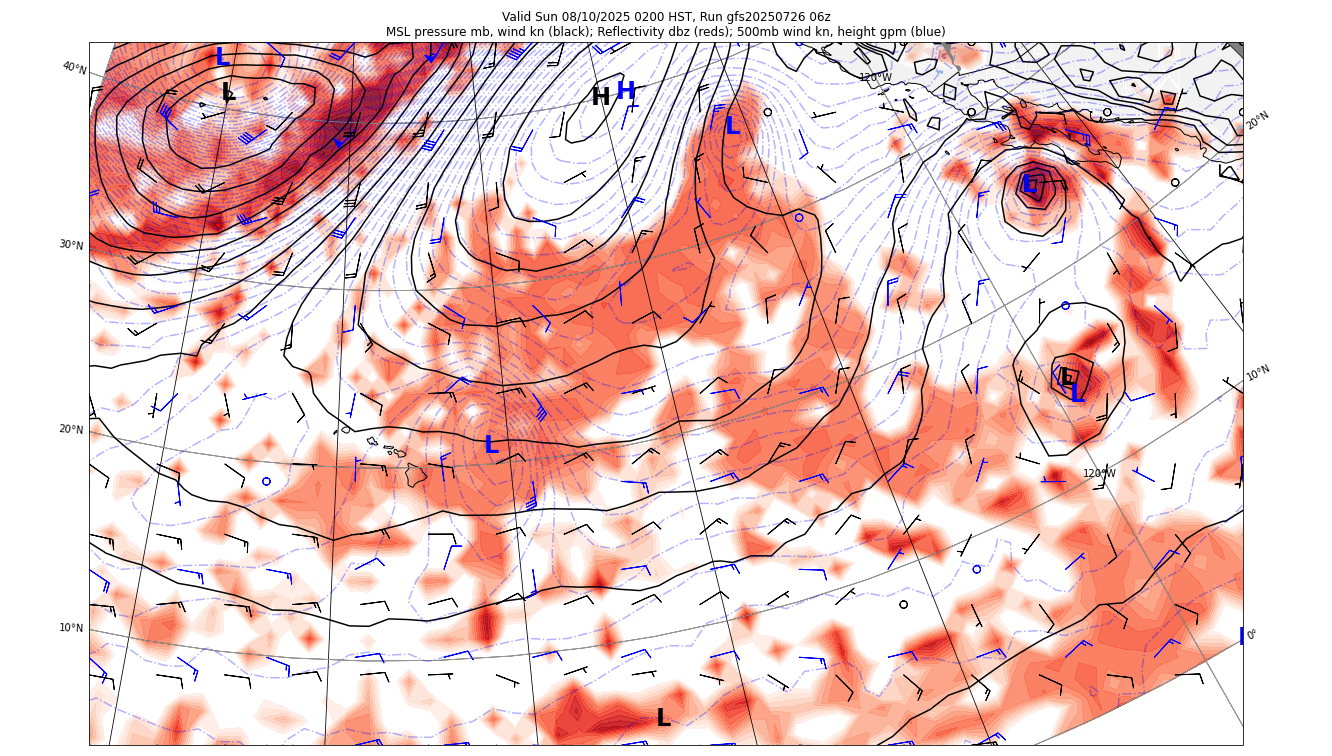 Valid Sun 08/10/2025 0200 HST, Run gfs20250726 06z
MSL pressure mb, wind kn (black); Reflectivity dbz (reds); 500mb wind kn, height gpm (blue)
L
40°N
120°W
L
H
H
L
20°N
L
30°N
10°N
L
L
20°N
L
120°W
10°N
0°
L